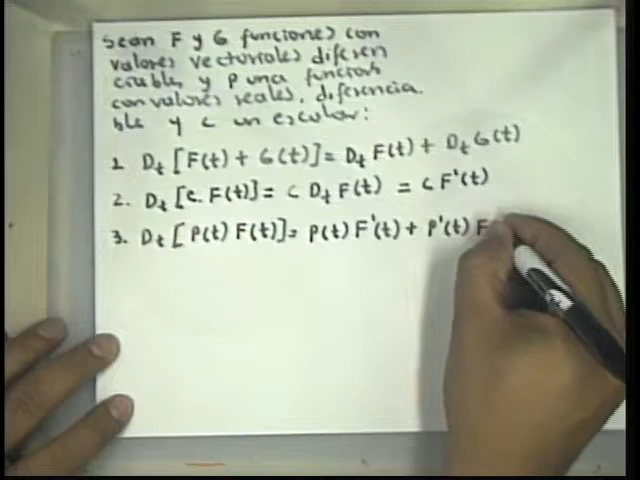 Sean F y G funciones con
valores vectoriales diferen
ciables y p una funcion
con valores reales, diferencia
ble y c un escalar:
1. Dt [F(t) + G(t)] = Dt F(t) + Dt G(t)
2. Dt [c. F(t)] = c Dt F(t) = c F'(t)
3. Dt [P(t) F(t)] = P(t) F'(t) + P'(t) F